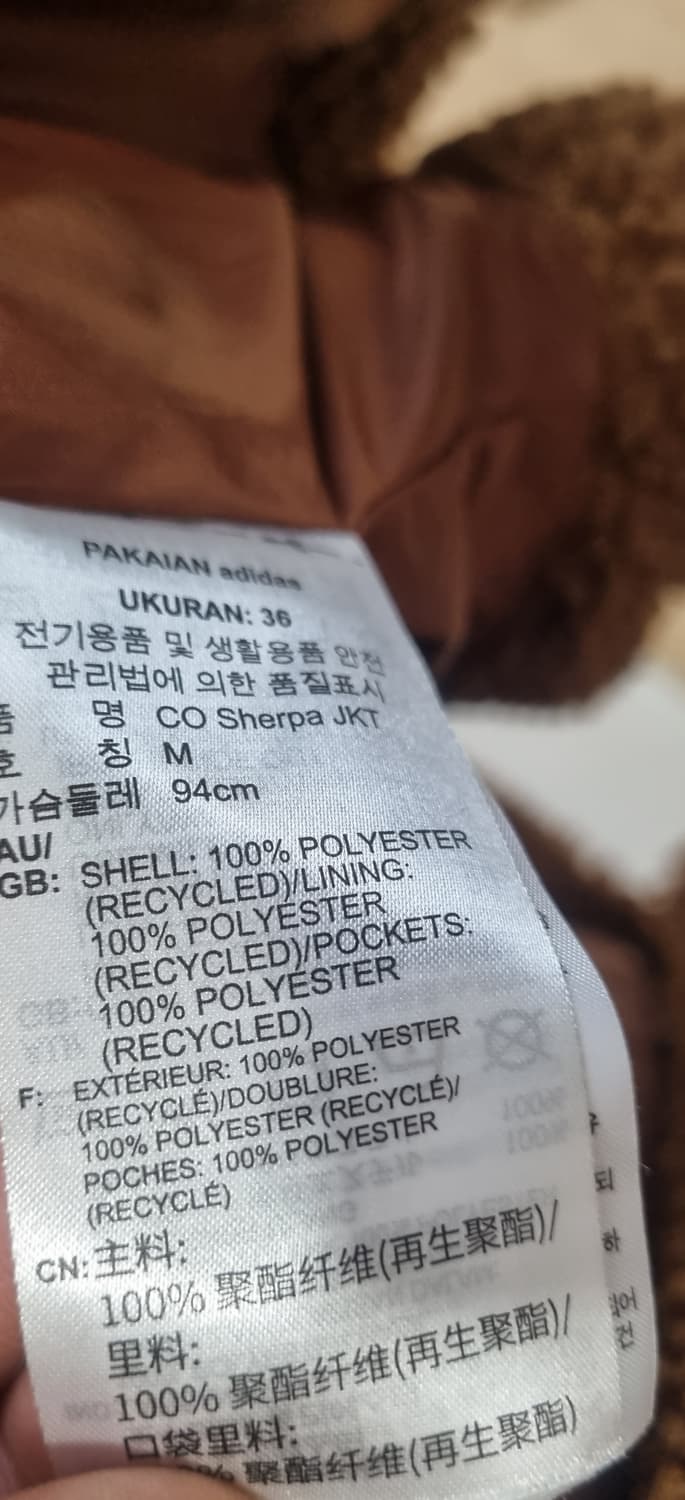 PAKAIAN adidas
UKURAN: 36
전기용품 및 생활용품 안전
관리법에 의한 품질표시
품 명 CO Sherpa JKT
호 칭 M
가슴둘레 94cm
AU/
GB: SHELL: 100% POLYESTER
(RECYCLED)/LINING:
100% POLYESTER
(RECYCLED)/POCKETS:
100% POLYESTER
(RECYCLED)
F: EXTÉRIEUR: 100% POLYESTER
(RECYCLÉ)/DOUBLURE:
100% POLYESTER (RECYCLÉ)/
POCHES: 100% POLYESTER
(RECYCLÉ)
CN: 主料:
100% 聚酯纤维(再生聚酯)/
里料:
100% 聚酯纤维(再生聚酯)/
口袋里料:
% 聚酯纤维(再生聚酯)